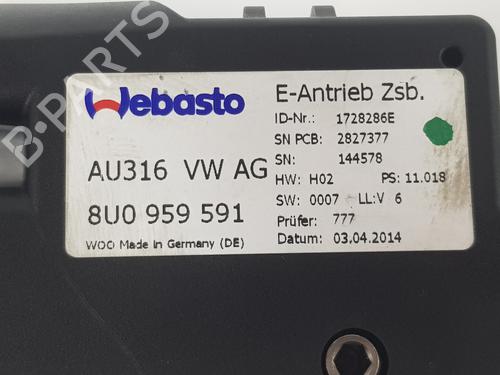 B-PARTS
Webasto
AU316 VW AG
8U0 959 591
WOO Made in Germany (DE)
E-Antrieb Zsb.
ID-Nr.: 1728286E
SN PCB: 2827377
SN: 144578
HW: H02 PS: 11.018
SW: 0007 LL:V 6
Prüfer: 777
Datum: 03.04.2014